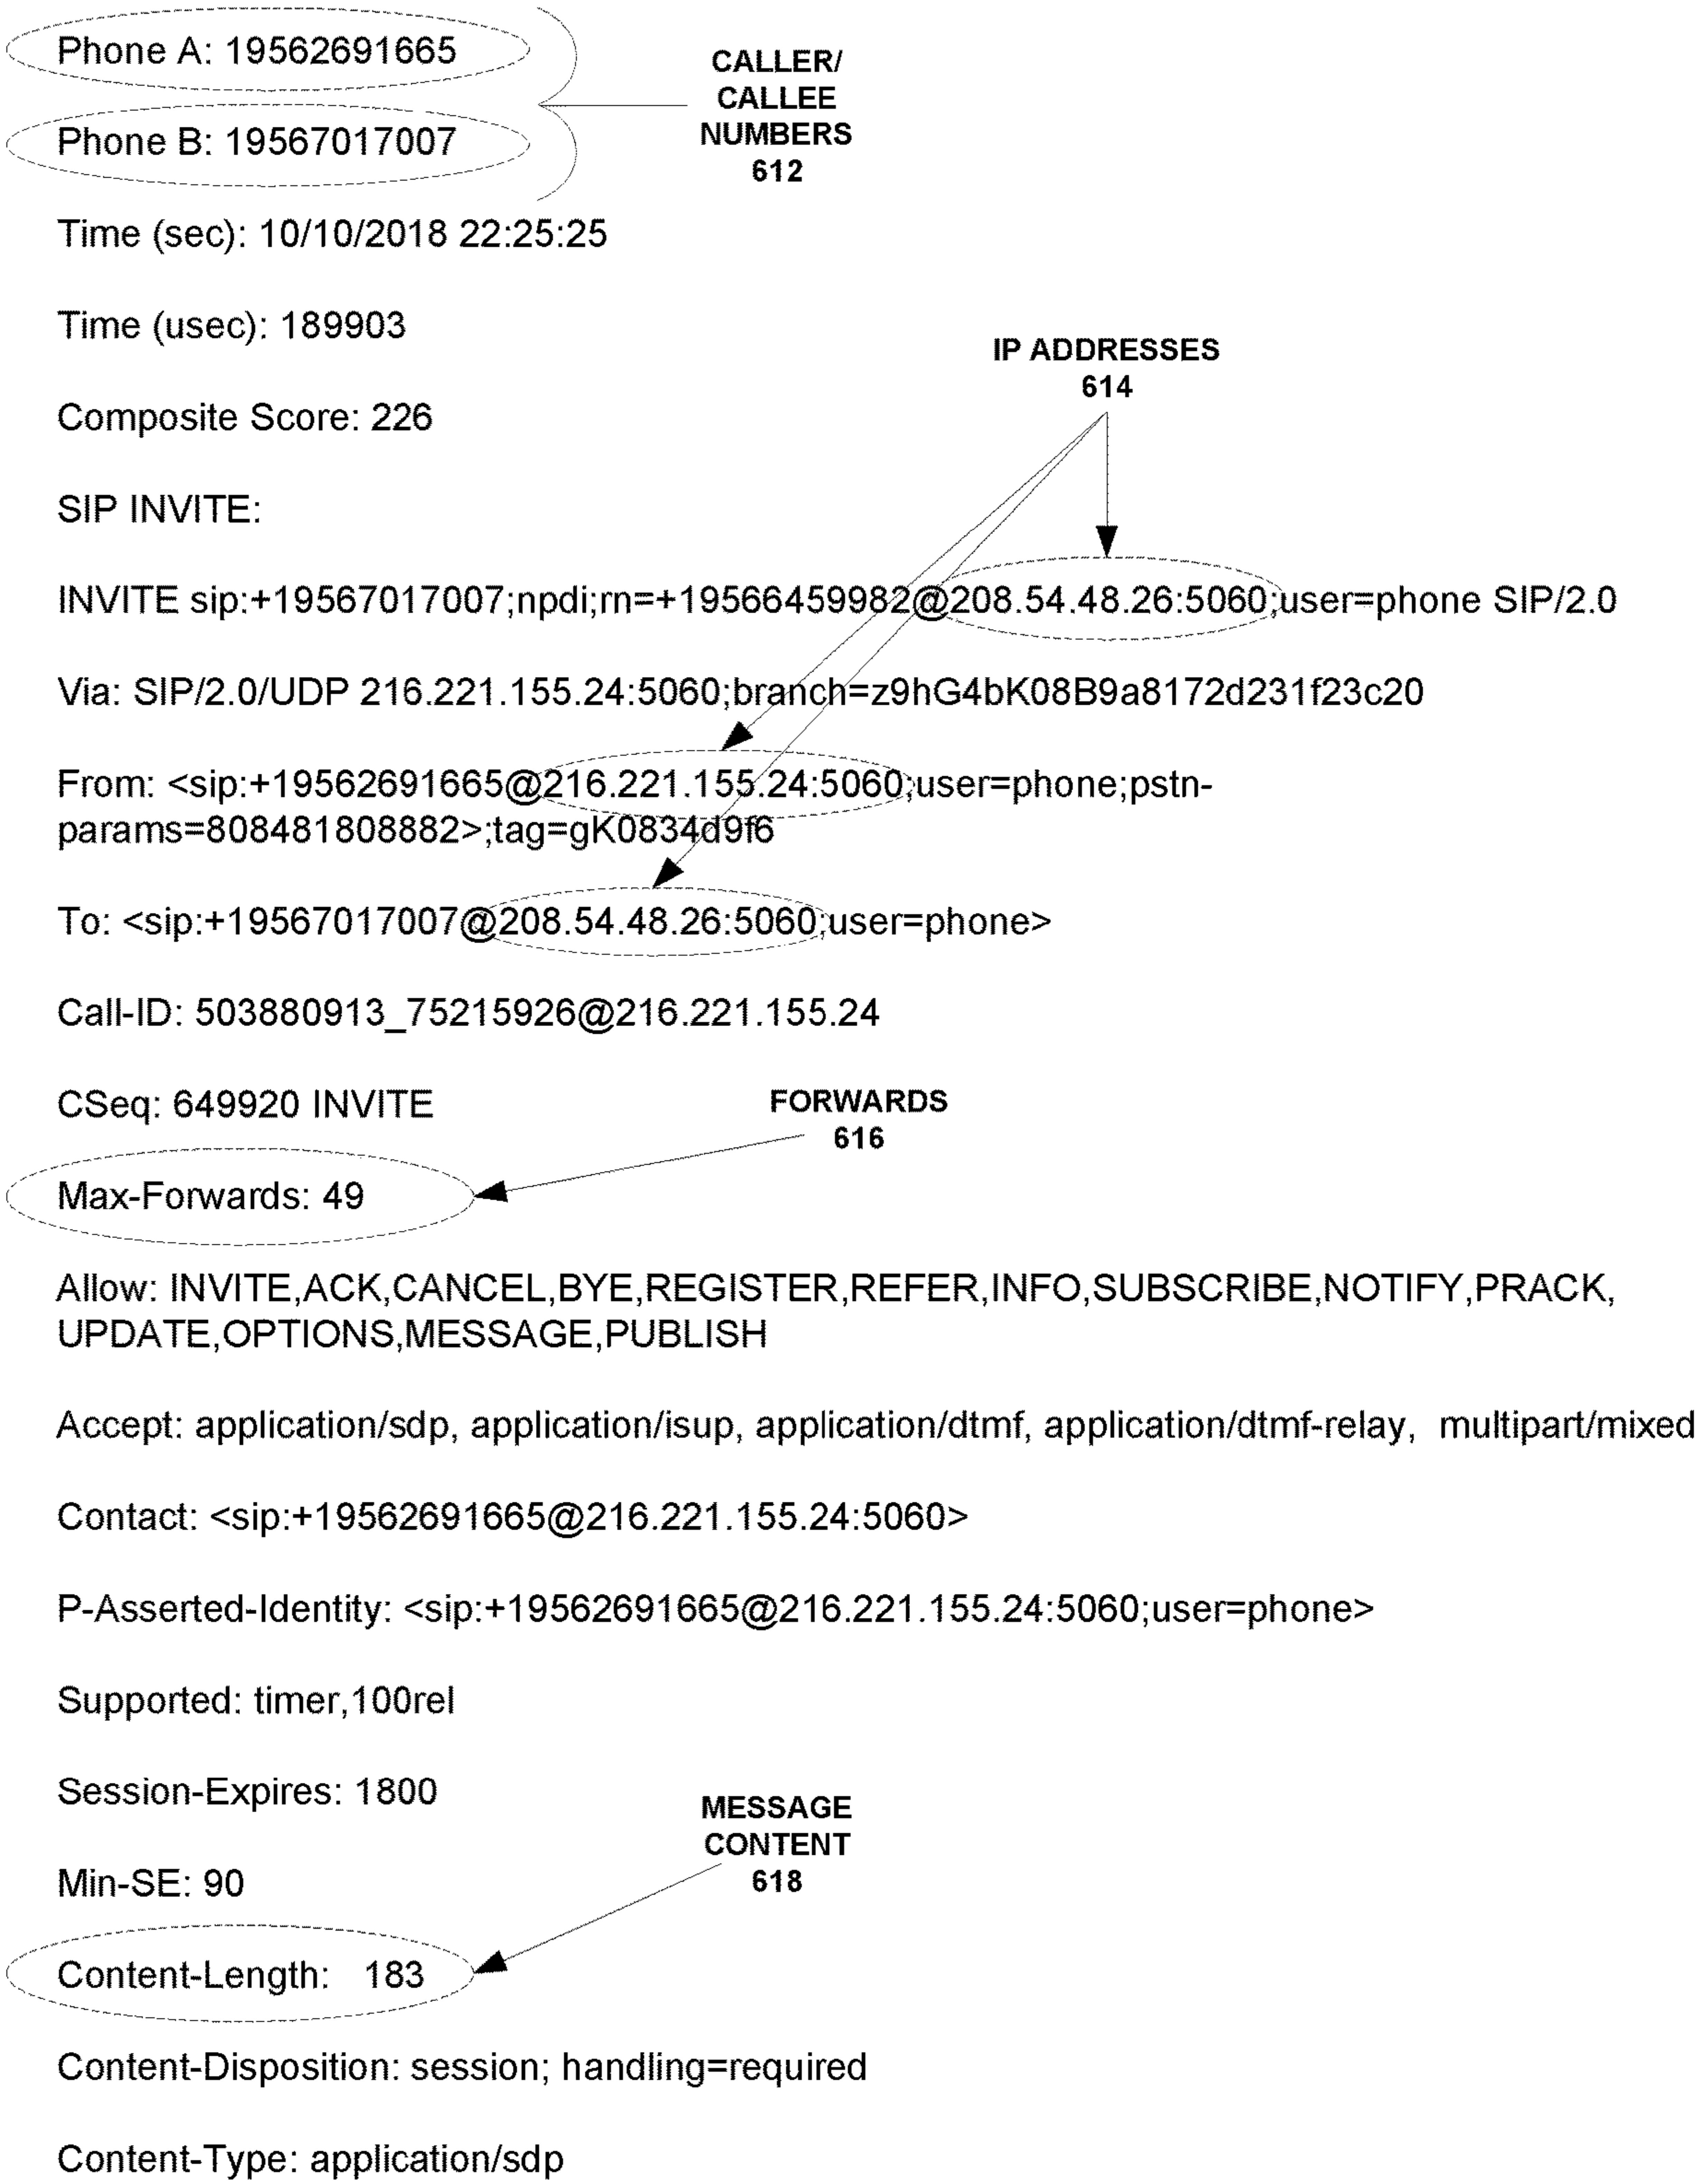 Phone A: 19562691665
CALLER/
CALLEE
NUMBERS
612
Phone B: 19567017007
Time (sec): 10/10/2018 22:25:25
Time (usec): 189903
IP ADDRESSES
614
Composite Score: 226
SIP INVITE:
INVITE sip:+19567017007;npdi;rn=+19566459982@208.54.48.26:5060;user=phone SIP/2.0
Via: SIP/2.0/UDP 216.221.155.24:5060;branch=z9hG4bK08B9a8172d231f23c20
From: <sip:+19562691665@216.221.155.24:5060;user=phone;pstn-
params=808481808882>;tag=gK0834d9f6
To: <sip:+19567017007@208.54.48.26:5060;user=phone>
Call-ID: 503880913_75215926@216.221.155.24
CSeq: 649920 INVITE
FORWARDS
616
Max-Forwards: 49
Allow: INVITE,ACK,CANCEL,BYE,REGISTER,REFER,INFO,SUBSCRIBE,NOTIFY,PRACK,
UPDATE,OPTIONS,MESSAGE,PUBLISH
Accept: application/sdp, application/isup, application/dtmf, application/dtmf-relay, multipart/mixed
Contact: <sip:+19562691665@216.221.155.24:5060>
P-Asserted-Identity: <sip:+19562691665@216.221.155.24:5060;user=phone>
Supported: timer,100rel
Session-Expires: 1800
MESSAGE
CONTENT
618
Min-SE: 90
Content-Length: 183
Content-Disposition: session; handling=required
Content-Type: application/sdp